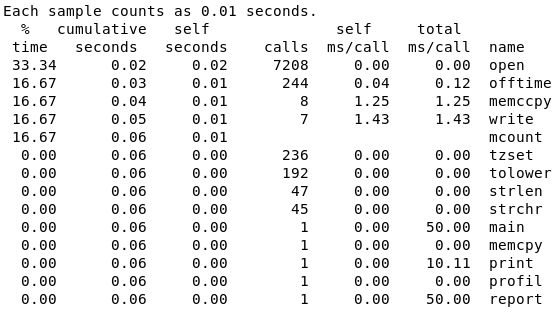 Each sample counts as 0.01 seconds.
  %   cumulative   self              self     total
 time   seconds   seconds    calls  ms/call  ms/call  name
 33.34      0.02     0.02     7208     0.00     0.00  open
 16.67      0.03     0.01      244     0.04     0.12  offtime
 16.67      0.04     0.01        8     1.25     1.25  memccpy
 16.67      0.05     0.01        7     1.43     1.43  write
 16.67      0.06     0.01                             mcount
  0.00      0.06     0.00      236     0.00     0.00  tzset
  0.00      0.06     0.00      192     0.00     0.00  tolower
  0.00      0.06     0.00       47     0.00     0.00  strlen
  0.00      0.06     0.00       45     0.00     0.00  strchr
  0.00      0.06     0.00        1     0.00    50.00  main
  0.00      0.06     0.00        1     0.00     0.00  memcpy
  0.00      0.06     0.00        1     0.00    10.11  print
  0.00      0.06     0.00        1     0.00     0.00  profil
  0.00      0.06     0.00        1     0.00    50.00  report